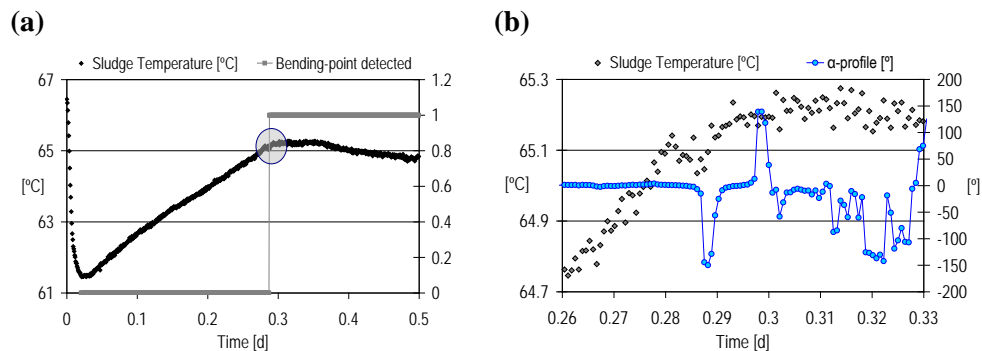 (a)
Sludge Temperature [ºC] Bending-point detected
67 1.2
1
65 0.8
[ºC] 0.6 [-]
63 0.4
0.2
61 0
0 0.1 0.2 0.3 0.4 0.5
Time [d]
(b)
Sludge Temperature [ºC] α-profile [º]
65.3 200
150
100
65.1 50
[ºC] 0 [º]
-50
64.9 -100
-150
64.7 -200
0.26 0.27 0.28 0.29 0.3 0.31 0.32 0.33
Time [d]